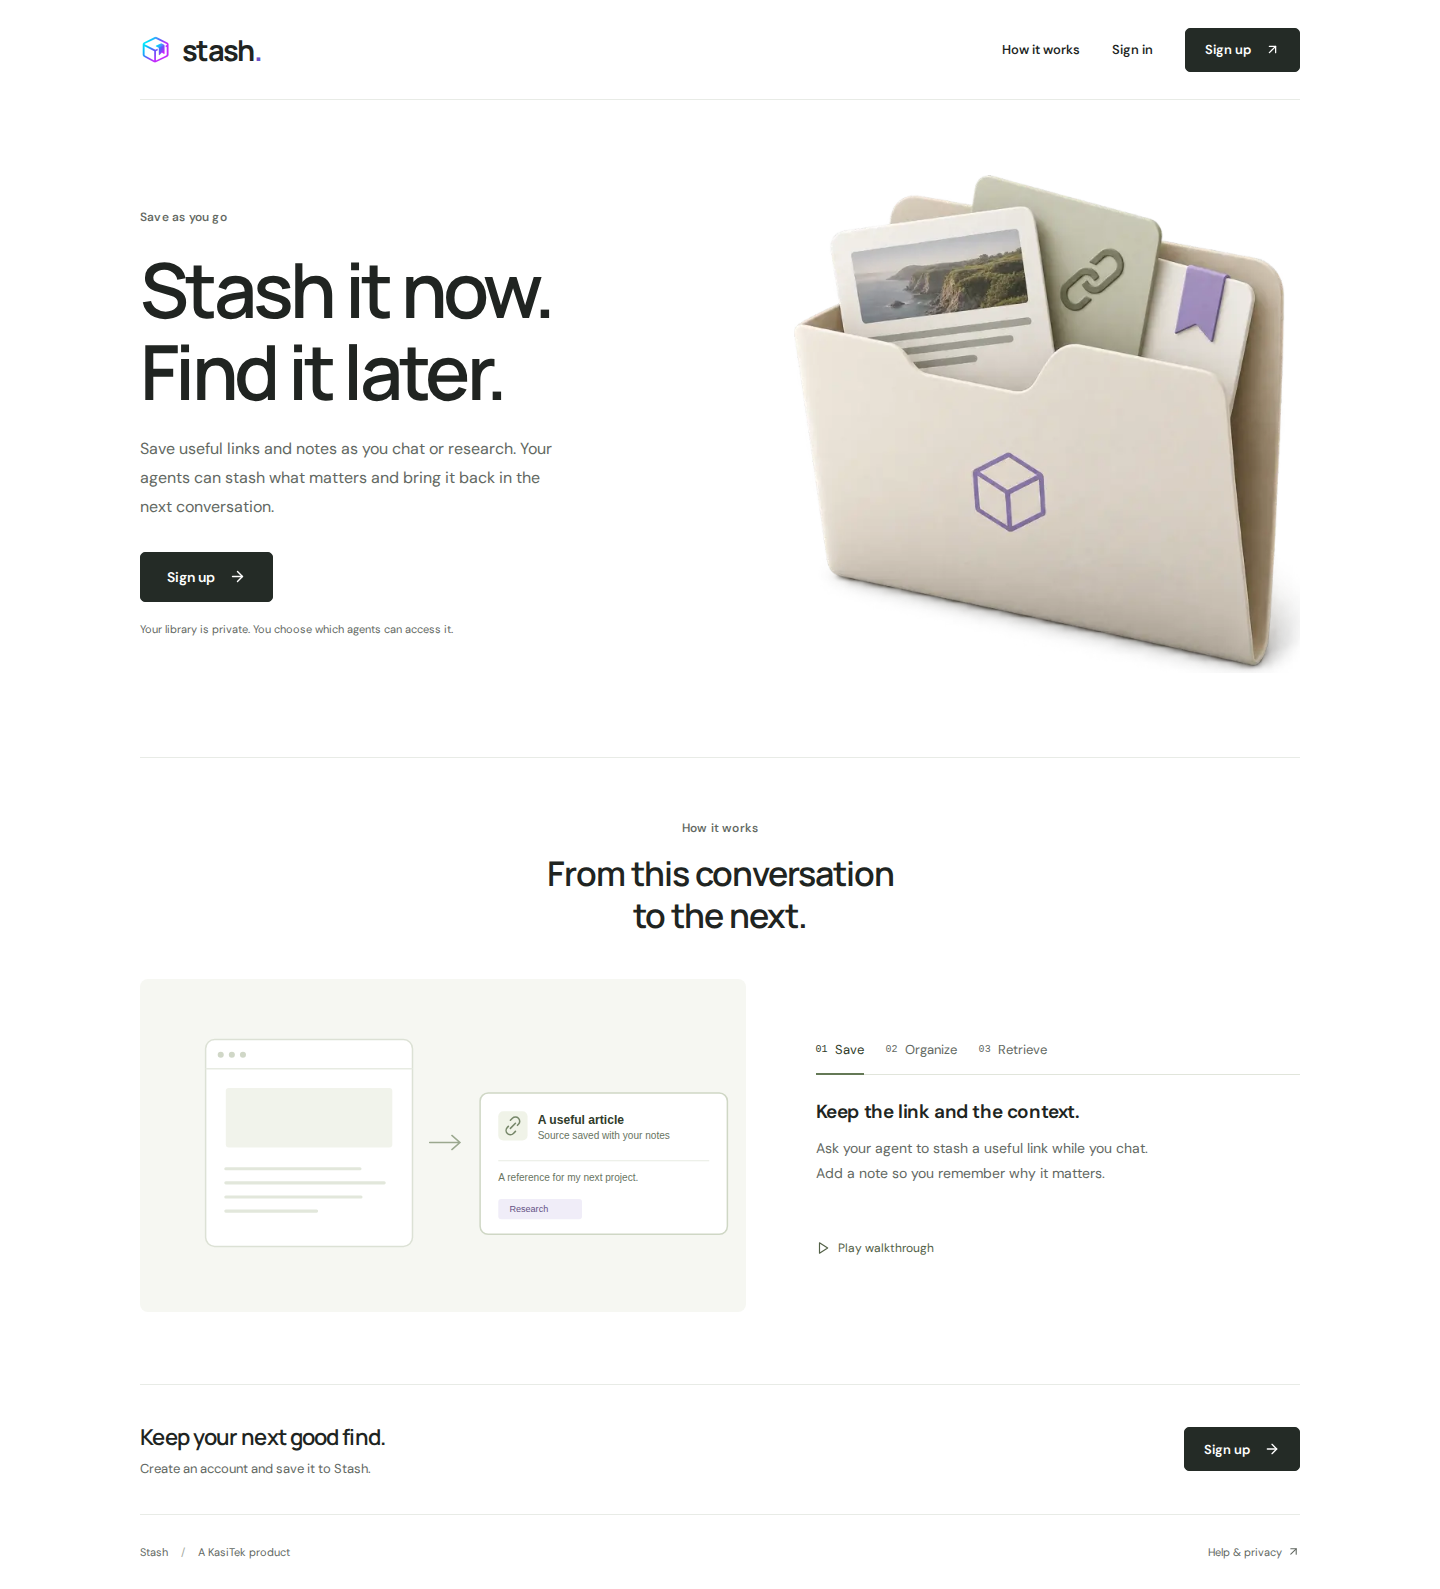 stash.
How it works
Sign in
Sign up
Save as you go
Stash it now.
Find it later.
Save useful links and notes as you chat or research. Your
agents can stash what matters and bring it back in the
next conversation.
Sign up
Your library is private. You choose which agents can access it.
How it works
From this conversation
to the next.
A useful article
Source saved with your notes
A reference for my next project.
Research
01 Save
02 Organize
03 Retrieve
Keep the link and the context.
Ask your agent to stash a useful link while you chat.
Add a note so you remember why it matters.
Play walkthrough
Keep your next good find.
Create an account and save it to Stash.
Sign up
Stash / A KasiTek product
Help & privacy